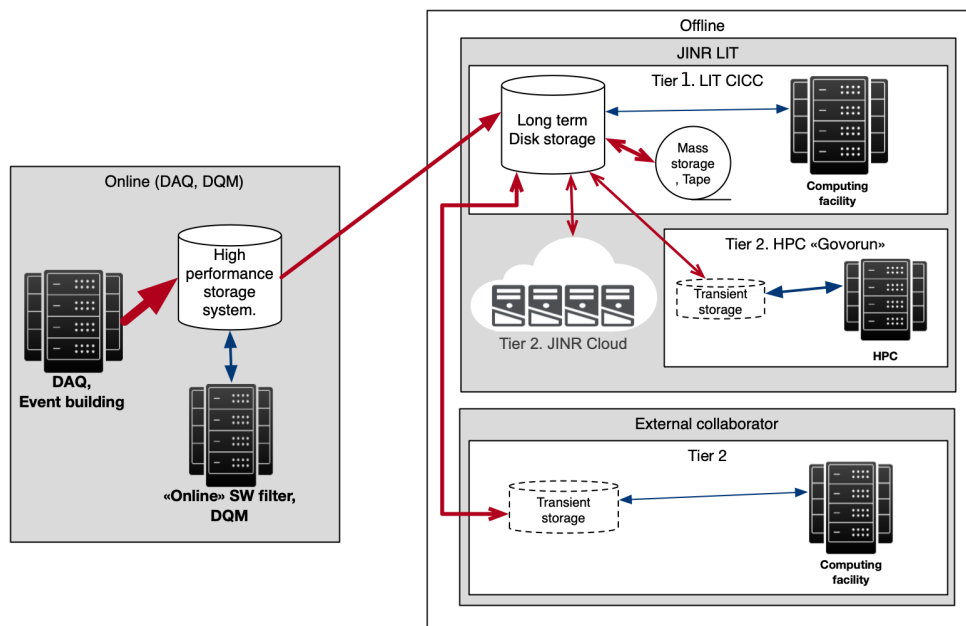 Offline
JINR LIT
Tier 1. LIT CICC
Long term
Disk storage
Mass
storage
, Tape
Computing
facility
Online (DAQ, DQM)
High
performance
storage
system.
DAQ,
Event building
«Online» SW filter,
DQM
Tier 2. JINR Cloud
Tier 2. HPC «Govorun»
Transient
storage
HPC
External collaborator
Tier 2
Transient
storage
Computing
facility